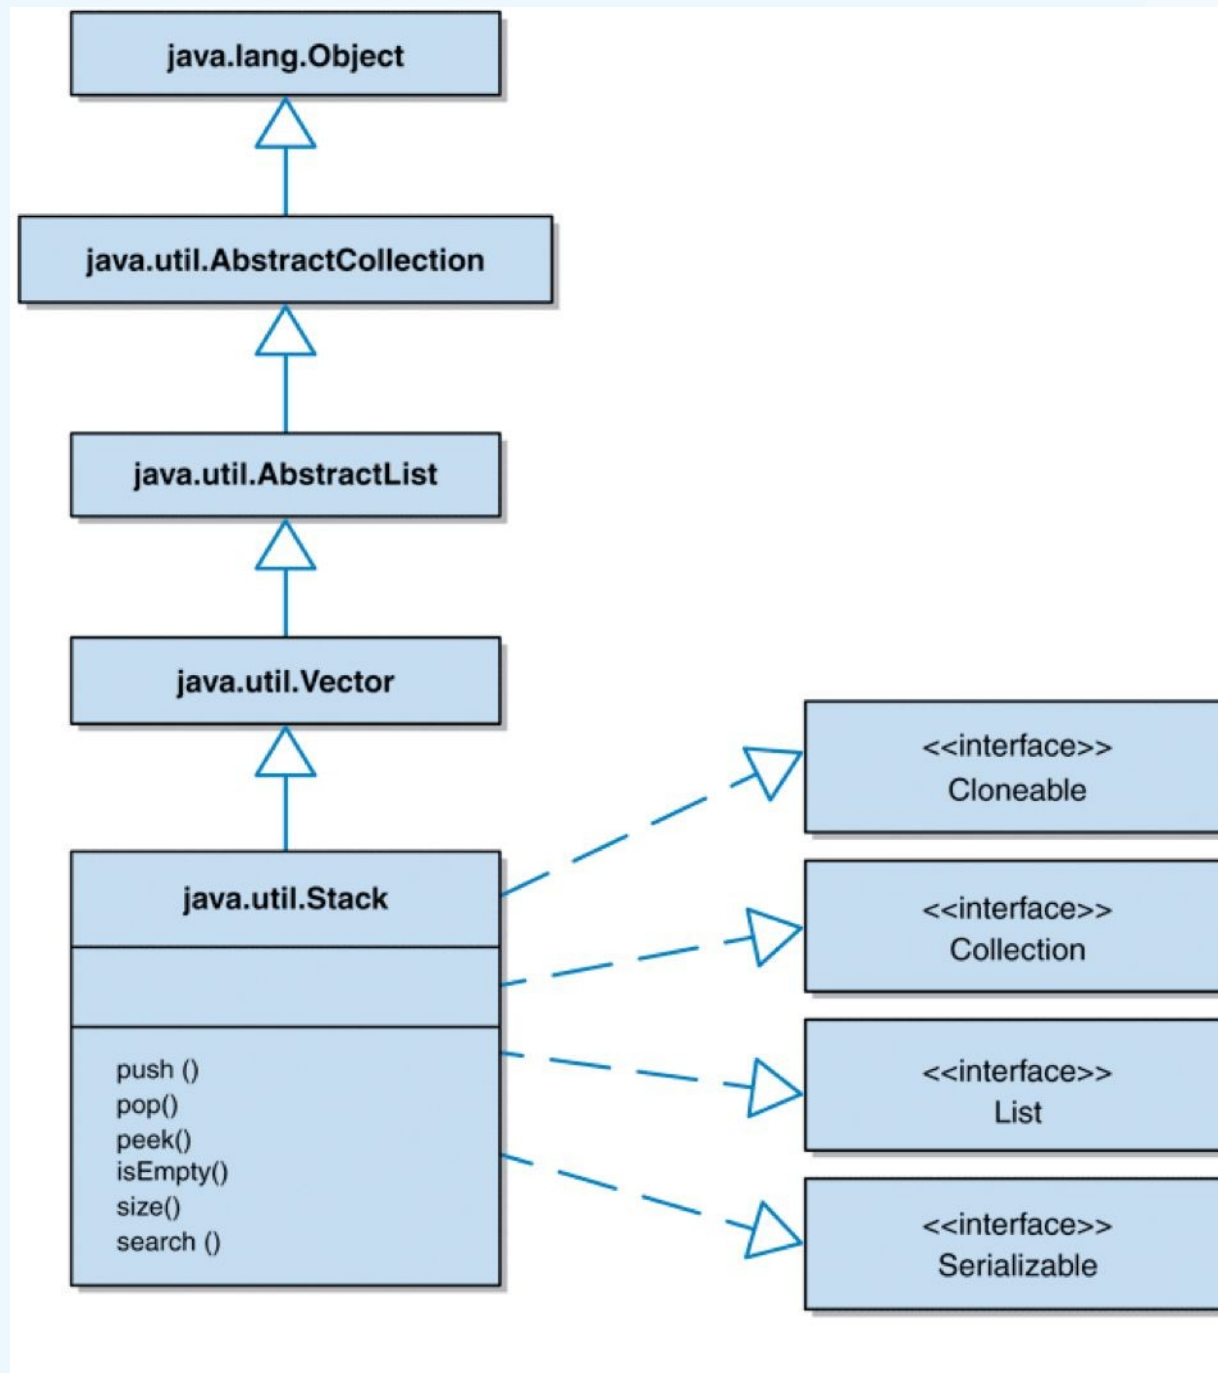 java.lang.Object
java.util.AbstractCollection
java.util.AbstractList
java.util.Vector
java.util.Stack
push ()
pop()
peek()
isEmpty()
size()
search ()
<<interface>>
Cloneable
<<interface>>
Collection
<<interface>>
List
<<interface>>
Serializable